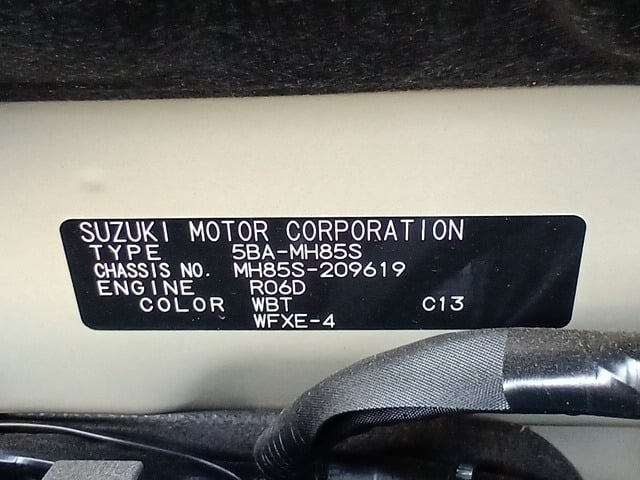 SUZUKI MOTOR CORPORATION
TYPE 5BA-MH85S
CHASSIS NO. MH85S-209619
ENGINE R06D
COLOR WBT C13
WFXE-4